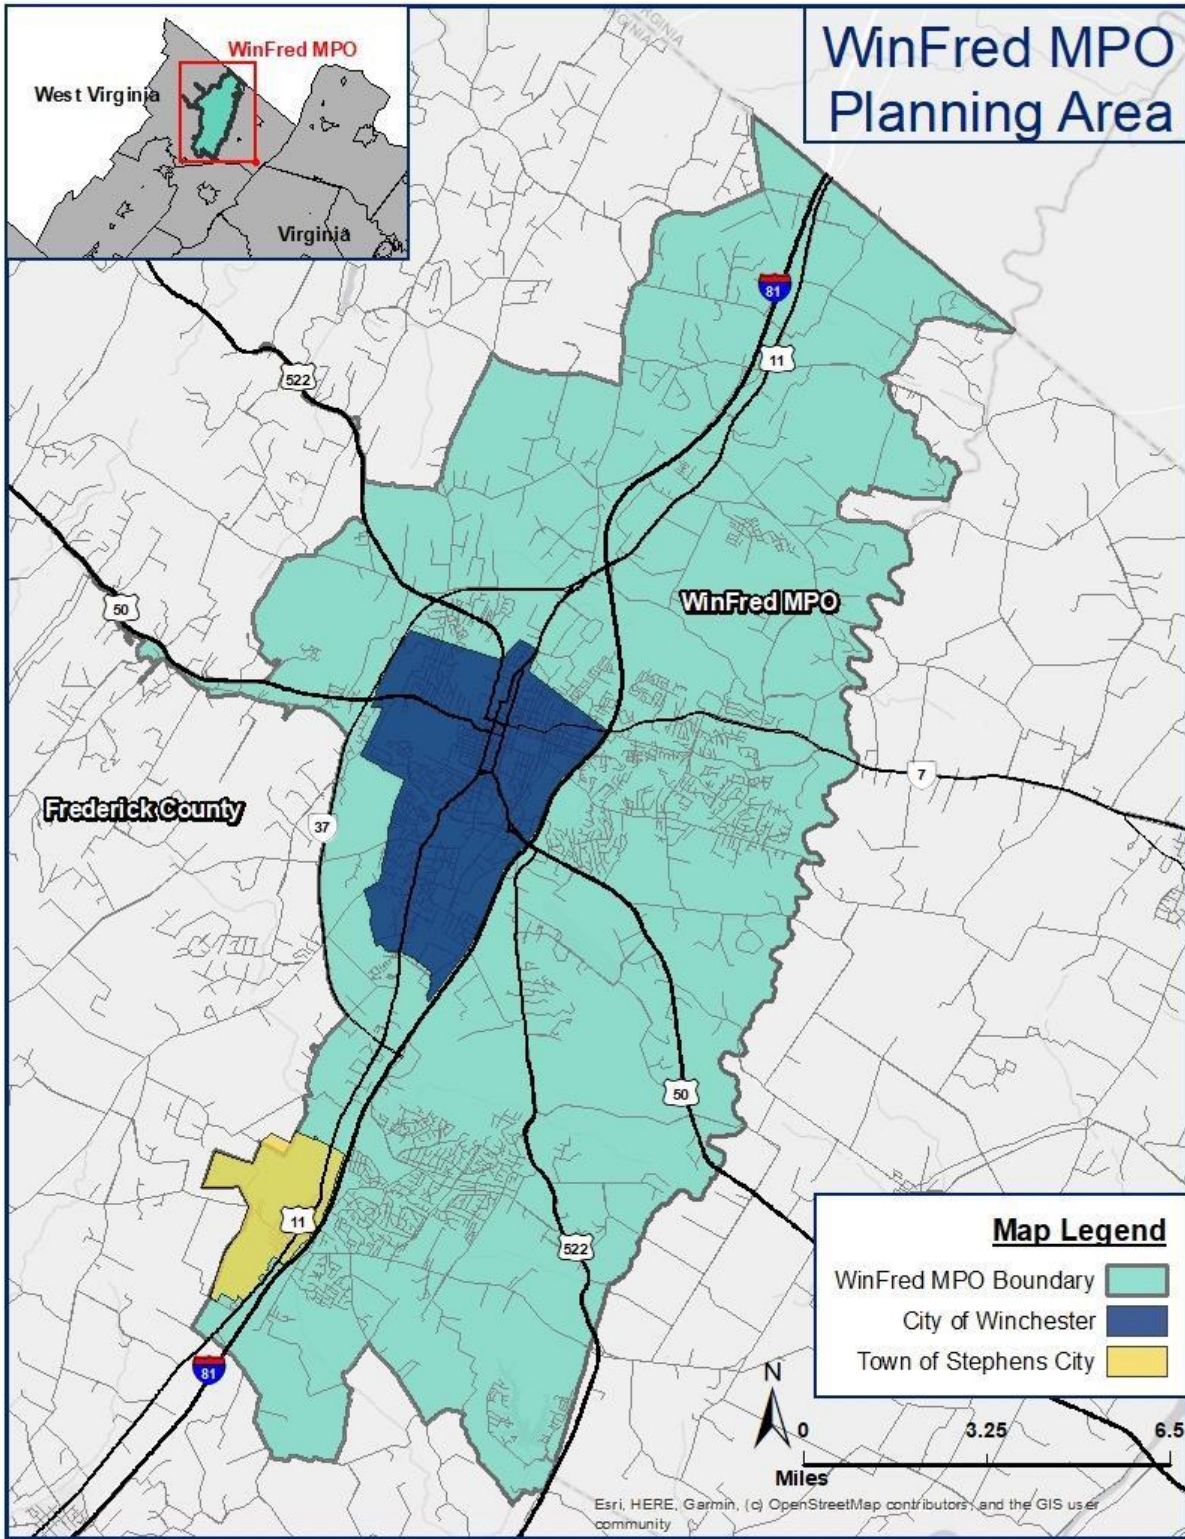 WinFred MPO
Planning Area
WinFred MPO
West Virginia
Virginia
VIRGINIA
81
11
522
50
WinFred MPO
7
Frederick County
37
50
11
522
81
Map Legend
WinFred MPO Boundary
City of Winchester
Town of Stephens City
N
0 3.25 6.5
Miles
Esri, HERE, Garmin, (c) OpenStreetMap contributors, and the GIS user
community